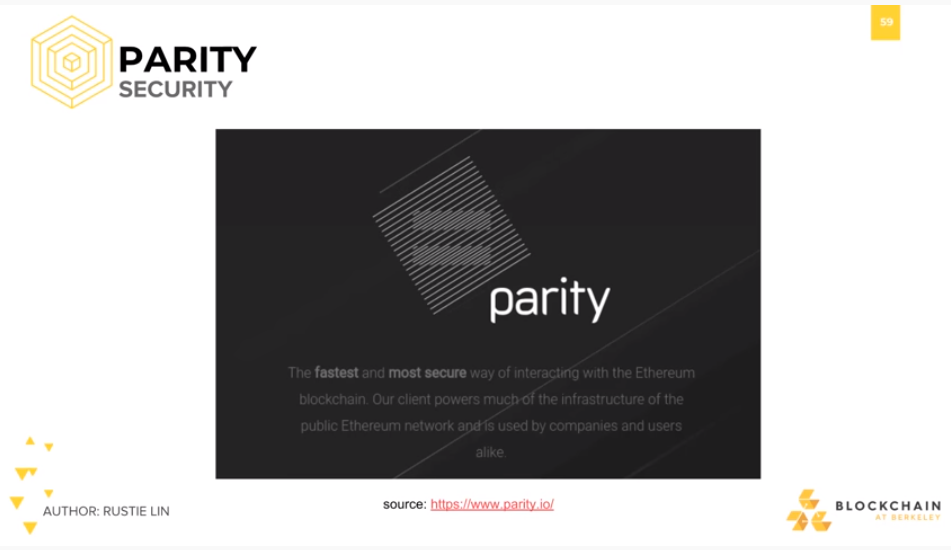 59
PARITY
SECURITY
parity
The fastest and most secure way of interacting with the Ethereum
blockchain. Our client powers much of the infrastructure of the
public Ethereum network and is used by companies and users
alike.
source: https://www.parity.io/
AUTHOR: RUSTIE LIN
BLOCKCHAIN
AT BERKELEY